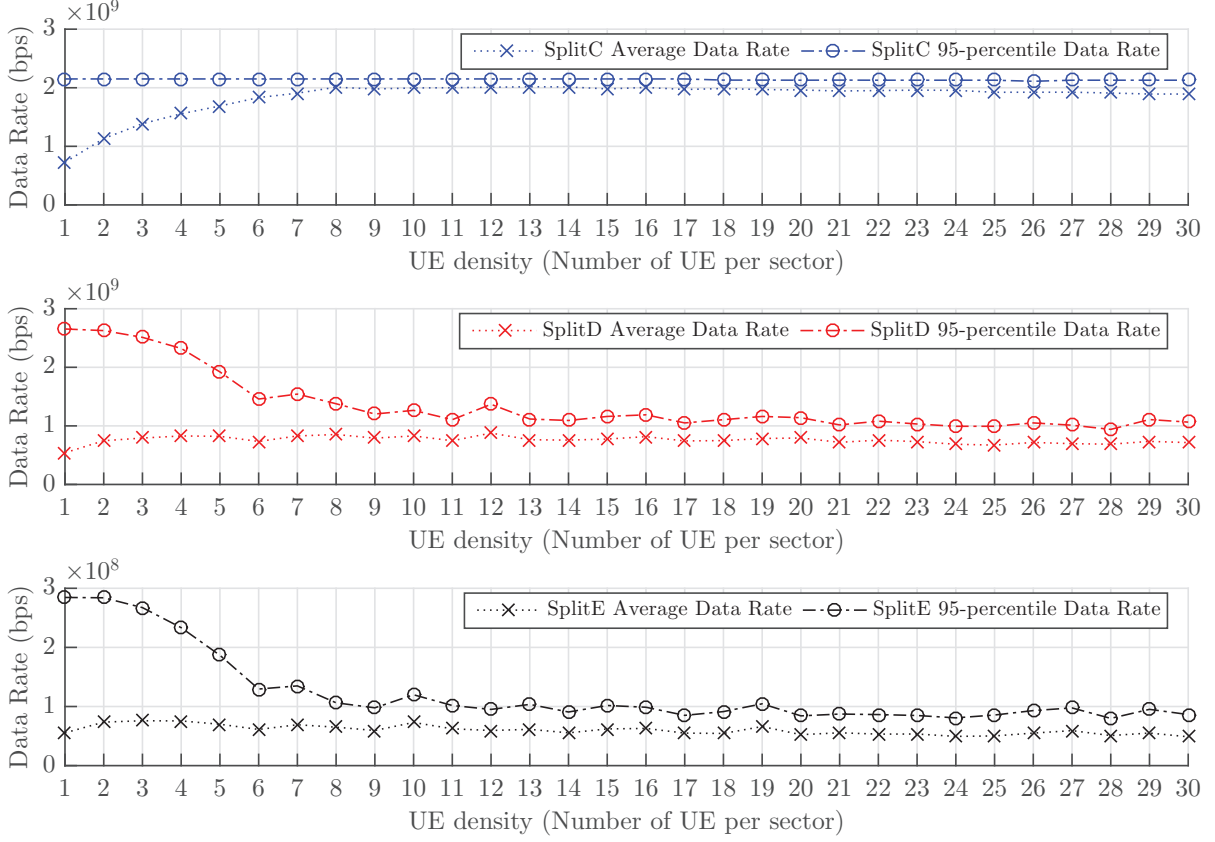 ×10⁹
3
SplitC Average Data Rate SplitC 95-percentile Data Rate
2
1
0
Data Rate (bps)
1 2 3 4 5 6 7 8 9 10 11 12 13 14 15 16 17 18 19 20 21 22 23 24 25 26 27 28 29 30
UE density (Number of UE per sector)
×10⁹
3
SplitD Average Data Rate SplitD 95-percentile Data Rate
2
1
0
Data Rate (bps)
1 2 3 4 5 6 7 8 9 10 11 12 13 14 15 16 17 18 19 20 21 22 23 24 25 26 27 28 29 30
UE density (Number of UE per sector)
×10⁸
3
SplitE Average Data Rate SplitE 95-percentile Data Rate
2
1
0
Data Rate (bps)
1 2 3 4 5 6 7 8 9 10 11 12 13 14 15 16 17 18 19 20 21 22 23 24 25 26 27 28 29 30
UE density (Number of UE per sector)